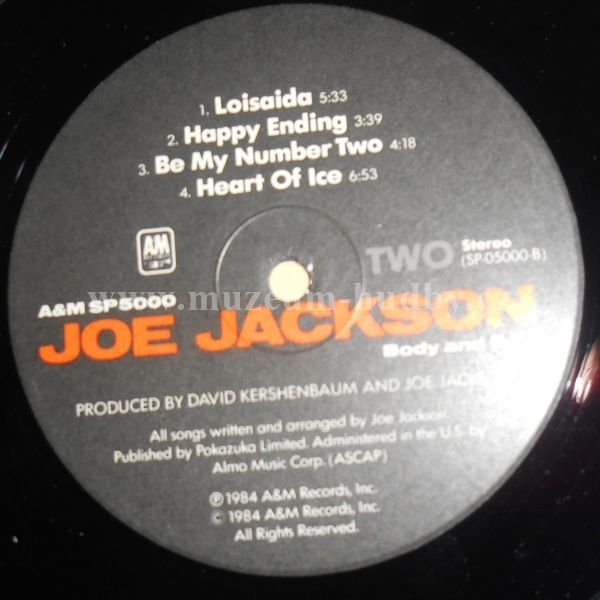 1. Loisaida 5:33
2. Happy Ending 3:39
3. Be My Number Two 4:18
4. Heart Of Ice 6:53
A&M
TWO
Stereo
(SP-05000-B)
A&M SP5000
www.muzeum-hudby
JOE JACKSON
Body and
PRODUCED BY DAVID KERSHENBAUM AND JOE
All songs written and arranged by Joe Jackson
Published by Pokazuka Limited. Administered in the U.S. by
Almo Music Corp. (ASCAP)
℗ 1984 A&M Records, Inc.
© 1984 A&M Records, Inc.
All Rights Reserved.